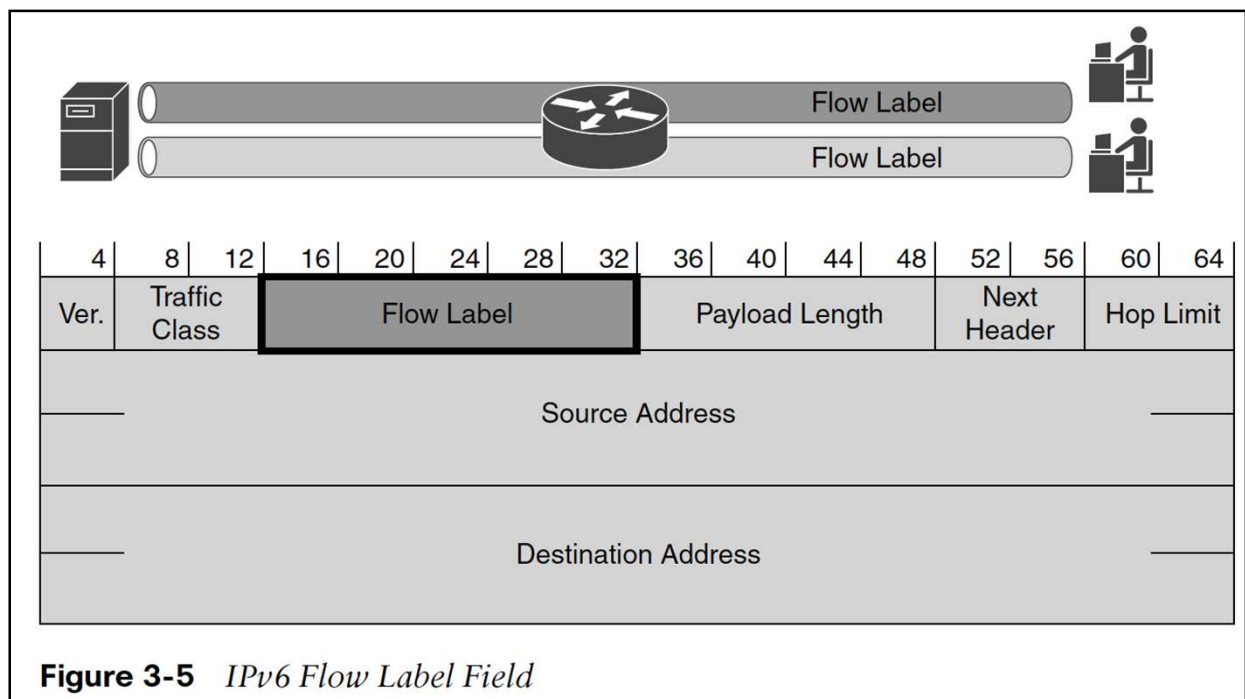 Flow Label
Flow Label
4 8 12 16 20 24 28 32 36 40 44 48 52 56 60 64
Ver. Traffic Class Flow Label Payload Length Next Header Hop Limit
Source Address
Destination Address
Figure 3-5 IPv6 Flow Label Field